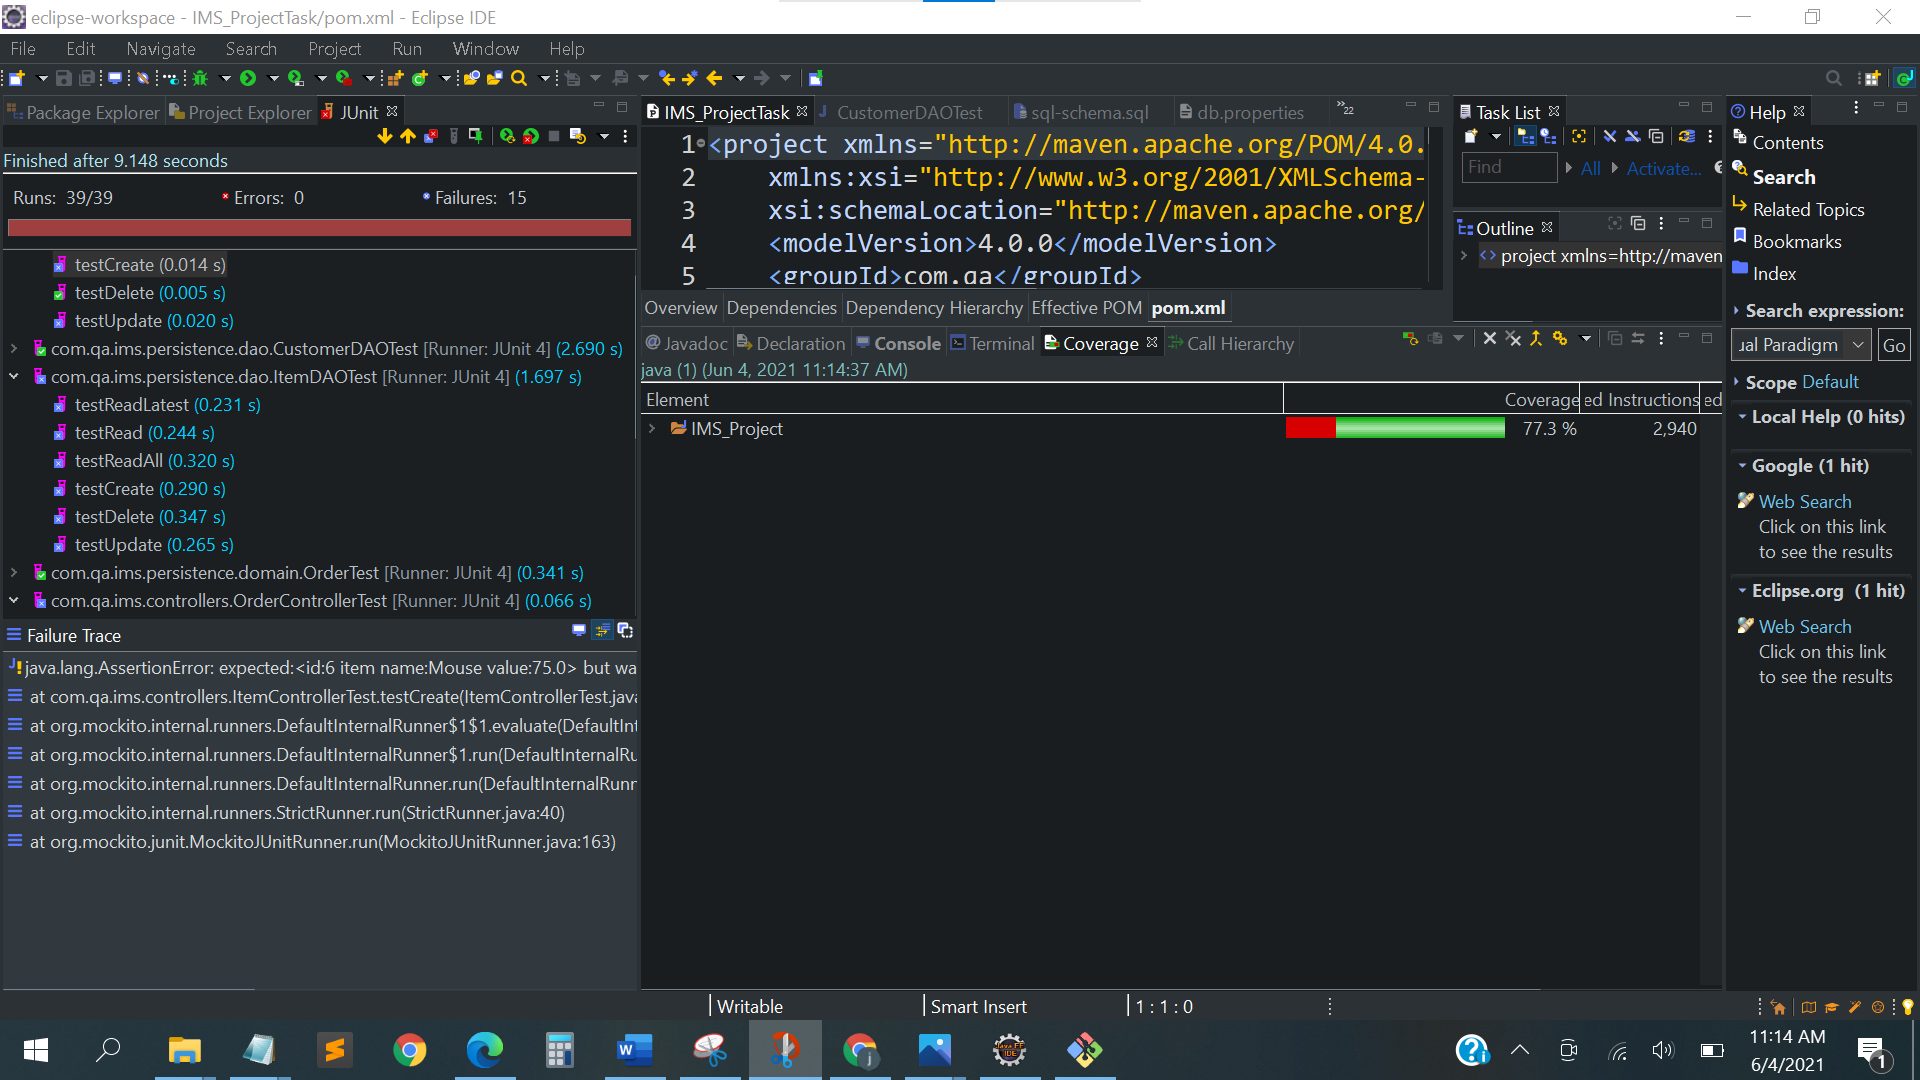 eclipse-workspace - IMS_ProjectTask/pom.xml - Eclipse IDE
File Edit Navigate Search Project Run Window Help
Package Explorer Project Explorer JUnit
Finished after 9.148 seconds
Runs: 39/39 Errors: 0 Failures: 15
testCreate (0.014 s)
testDelete (0.005 s)
testUpdate (0.020 s)
com.qa.ims.persistence.dao.CustomerDAOTest [Runner: JUnit 4] (2.690 s)
com.qa.ims.persistence.dao.ItemDAOTest [Runner: JUnit 4] (1.697 s)
testReadLatest (0.231 s)
testRead (0.244 s)
testReadAll (0.320 s)
testCreate (0.290 s)
testDelete (0.347 s)
testUpdate (0.265 s)
com.qa.ims.persistence.domain.OrderTest [Runner: JUnit 4] (0.341 s)
com.qa.ims.controllers.OrderControllerTest [Runner: JUnit 4] (0.066 s)
Failure Trace
java.lang.AssertionError: expected:<id:6 item name:Mouse value:75.0> but wa
at com.qa.ims.controllers.ItemControllerTest.testCreate(ItemControllerTest.java
at org.mockito.internal.runners.DefaultInternalRunner$1$1.evaluate(DefaultInt
at org.mockito.internal.runners.DefaultInternalRunner$1.run(DefaultInternalRu
at org.mockito.internal.runners.DefaultInternalRunner.run(DefaultInternalRunn
at org.mockito.internal.runners.StrictRunner.run(StrictRunner.java:40)
at org.mockito.junit.MockitoJUnitRunner.run(MockitoJUnitRunner.java:163)
IMS_ProjectTask CustomerDAOTest sql-schema.sql db.properties »22
1 <project xmlns="http://maven.apache.org/POM/4.0.
2 xmlns:xsi="http://www.w3.org/2001/XMLSchema-
3 xsi:schemaLocation="http://maven.apache.org/
4 <modelVersion>4.0.0</modelVersion>
5 <groupId>com.qa</groupId>
Overview Dependencies Dependency Hierarchy Effective POM pom.xml
@ Javadoc Declaration Console Terminal Coverage Call Hierarchy
java (1) (Jun 4, 2021 11:14:37 AM)
Element Coverage ed Instructions ed
IMS_Project 77.3 % 2,940
Task List
Find All Activate...
Outline
project xmlns=http://maven
Help
Contents
Search
Related Topics
Bookmarks
Index
Search expression:
ual Paradigm Go
Scope Default
Local Help (0 hits)
Google (1 hit)
Web Search
Click on this link
to see the results
Eclipse.org (1 hit)
Web Search
Click on this link
to see the results
Writable Smart Insert 1 : 1 : 0
11:14 AM
6/4/2021
1